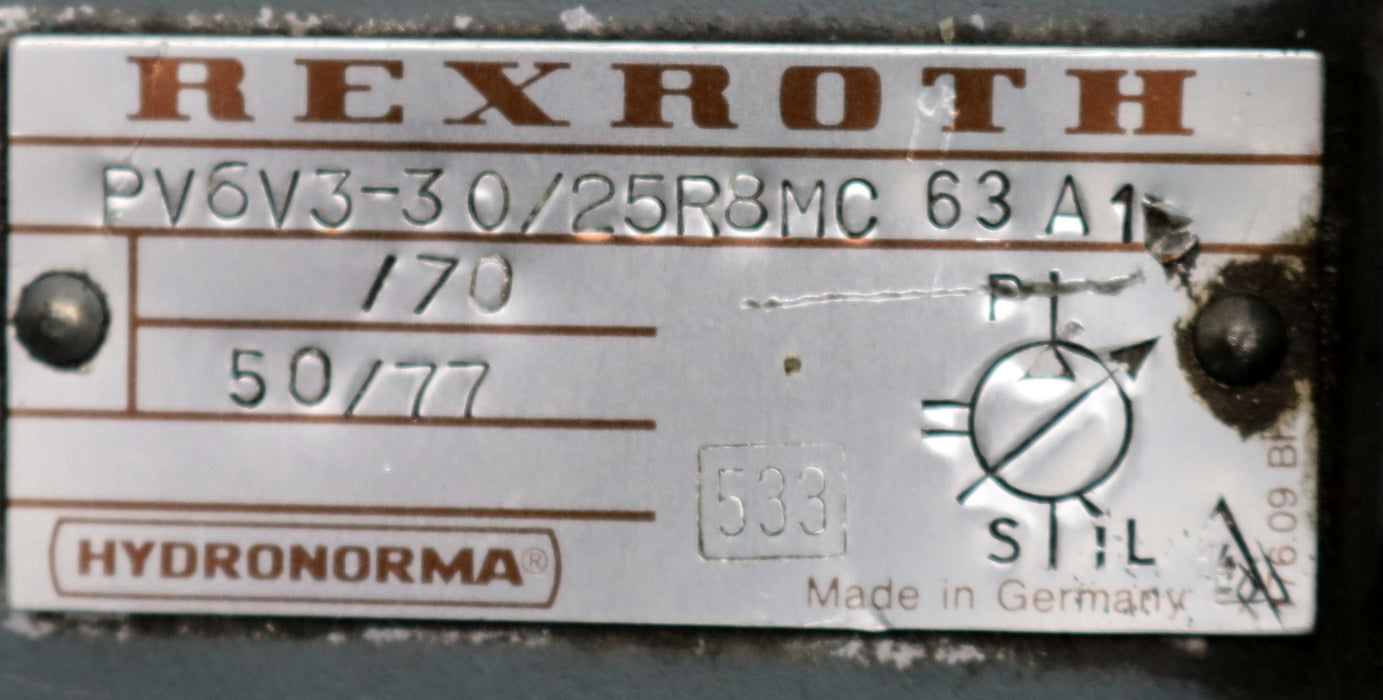 REXROTH
PV6V3-30/25R8MC 63 A1
/70
50/77
P
533
S L
HYDRONORMA®
Made in Germany